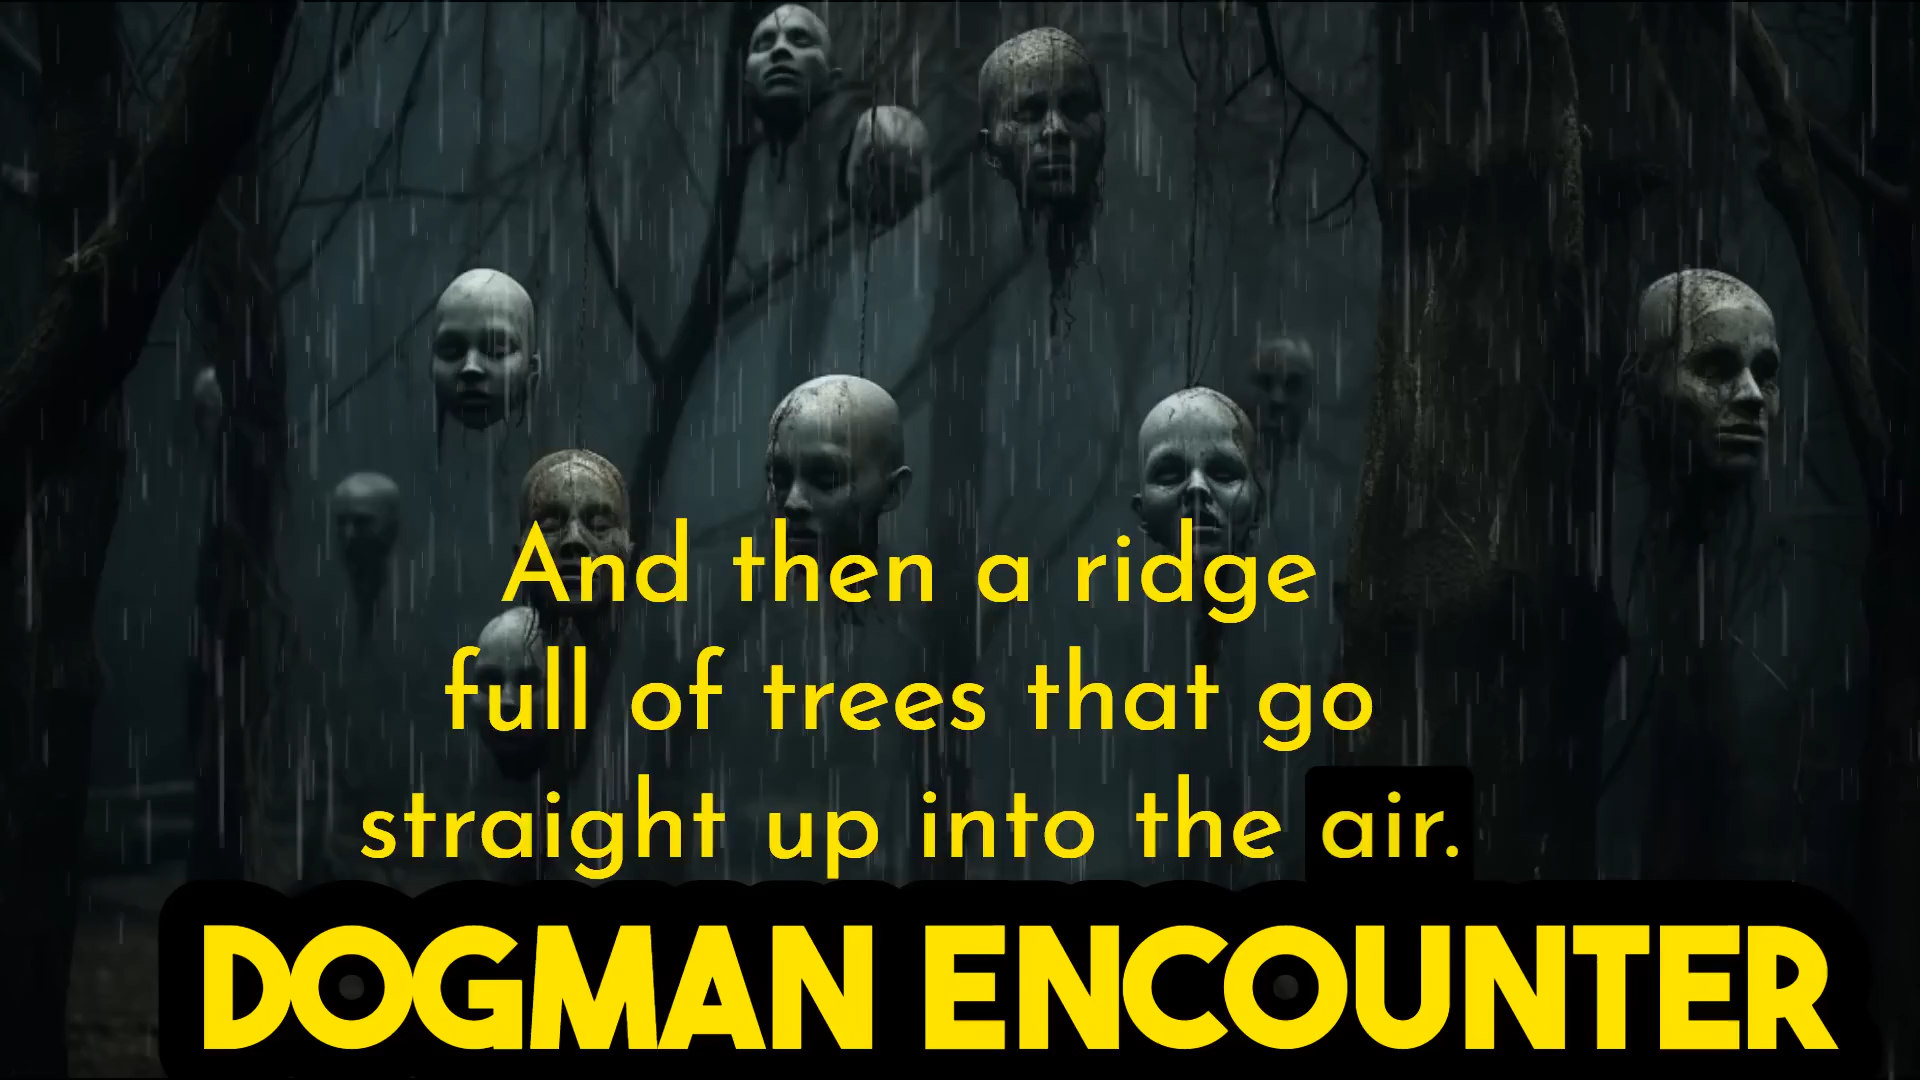 And then a ridge
full of trees that go
straight up into the air.
DOGMAN ENCOUNTER